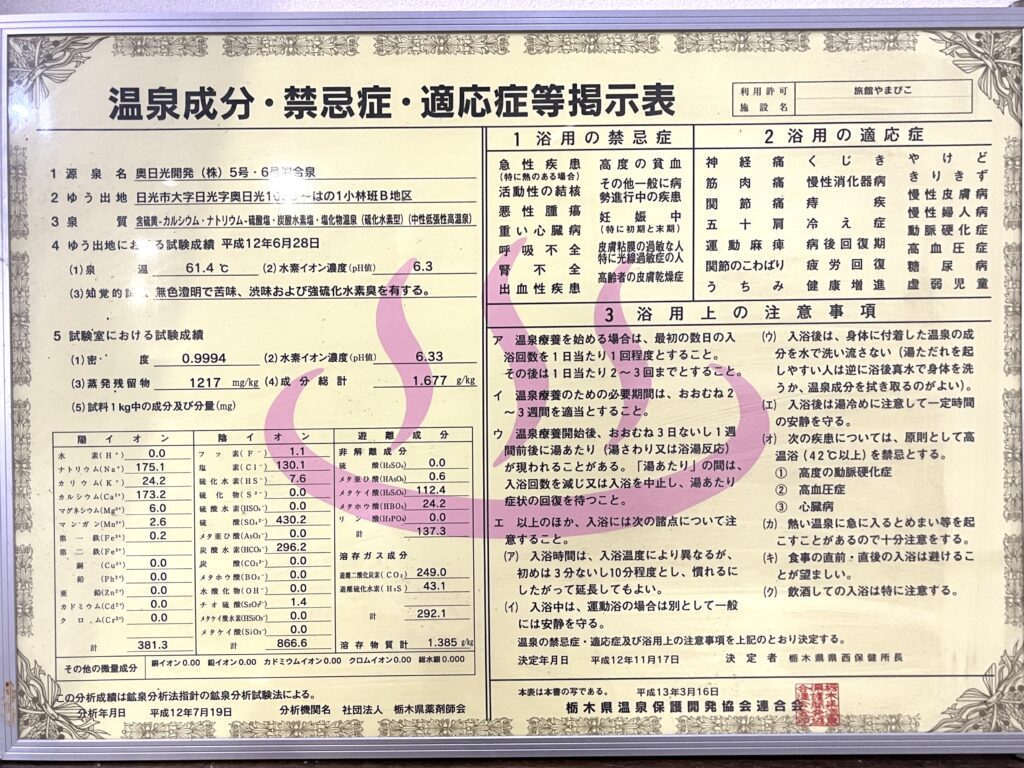 温泉成分・禁忌症・適応症等掲示表
利用許可施設名 旅館やまびこ
1 源泉名 奥日光開発（株）5号・6号混合泉
2 ゆう出地 日光市大字日光字奥日光 はの1小林班B地区
3 泉質 含硫黄-カルシウム・ナトリウム-硫酸塩・炭酸水素塩・塩化物温泉（硫化水素型）（中性低張性高温泉）
4 ゆう出地における試験成績 平成12年6月28日
(1)泉温 61.4℃ (2)水素イオン濃度(pH値) 6.3
(3)知覚的試験 無色澄明で苦味、渋味および強硫化水素臭を有する。
5 試験室における試験成績
(1)密度 0.9994 (2)水素イオン濃度(pH値) 6.33
(3)蒸発残留物 1217 mg/kg (4)成分総計 1.677 g/kg
(5)試料1kg中の成分及び分量(mg)
陽イオン
水素(H⁺) 0.0
ナトリウム(Na⁺) 175.1
カリウム(K⁺) 24.2
カルシウム(Ca²⁺) 173.2
マグネシウム(Mg²⁺) 6.0
マンガン(Mn²⁺) 2.6
第一鉄(Fe²⁺) 0.2
第二鉄(Fe³⁺)
銅(Cu²⁺) 0.0
鉛(Pb²⁺) 0.0
亜鉛(Zn²⁺) 0.0
カドミウム(Cd²⁺) 0.0
クロム(Cr³⁺) 0.0
計 381.3
陰イオン
フッ素(F⁻) 1.1
塩素(Cl⁻) 130.1
硫化水素(HS⁻) 7.6
硫化物(S²⁻) 0.0
硫酸水素(HSO₄⁻) 0.0
硫酸(SO₄²⁻) 430.2
メタ亜ひ酸(AsO₂⁻) 0.0
炭酸水素(HCO₃⁻) 296.2
炭酸(CO₃²⁻) 0.0
メタホウ酸(BO₂⁻) 0.0
水酸化物(OH⁻) 0.0
チオ硫酸(S₂O₃²⁻) 1.4
メタケイ酸水素(HSiO₃⁻) 0.0
メタケイ酸(SiO₃²⁻) 0.0
計 866.6
遊離成分
非解離成分
硫酸(H₂SO₄) 0.0
メタ亜ひ酸(HAsO₂) 0.6
メタケイ酸(H₂SiO₃) 112.4
メタホウ酸(HBO₂) 24.2
リン酸(H₃PO₄) 0.0
計 137.3
溶存ガス成分
遊離二酸化炭素(CO₂) 249.0
遊離硫化水素(H₂S) 43.1
計 292.1
溶存物質計 1.385 g/kg
その他の微量成分 銅イオン0.00 鉛イオン0.00 カドミウムイオン0.00 クロムイオン0.00 総水銀0.000
この分析成績は鉱泉分析法指針の鉱泉分析試験法による。
分析年月日 平成12年7月19日 分析機関名 社団法人 栃木県薬剤師会
1 浴用の禁忌症
急性疾患
(特に熱のある場合)
活動性の結核
悪性腫瘍
重い心臓病
呼吸不全
腎不全
出血性疾患
高度の貧血
その他一般に病
勢進行中の疾患
妊娠中
(特に初期と末期)
皮膚粘膜の過敏な人
特に光線過敏症の人
高齢者の皮膚乾燥症
2 浴用の適応症
神経痛 くじき やけど
筋肉痛 慢性消化器病 きりきず
関節痛 痔疾 慢性皮膚病
五十肩 冷え症 慢性婦人病
運動麻痺 病後回復期 動脈硬化症
関節のこわばり 疲労回復 高血圧症
うちみ 健康増進 糖尿病
虚弱児童
3 浴用上の注意事項
ア 温泉療養を始める場合は、最初の数日の入
浴回数を1日当たり1回程度とすること。
その後は1日当たり2～3回までとすること。
イ 温泉療養のための必要期間は、おおむね2
～3週間を適当とすること。
ウ 温泉療養開始後、おおむね3日ないし1週
間前後に湯あたり（湯さわり又は浴湯反応）
が現われることがある。「湯あたり」の間は、
入浴回数を減じ又は入浴を中止し、湯あたり
症状の回復を待つこと。
エ 以上のほか、入浴には次の諸点について注
意すること。
(ア) 入浴時間は、入浴温度により異なるが、
初めは3分ないし10分程度とし、慣れるに
したがって延長してもよい。
(イ) 入浴中は、運動浴の場合は別として一般
には安静を守る。
(ウ) 入浴後は、身体に付着した温泉の成
分を水で洗い流さない（湯ただれを起
しやすい人は逆に浴後真水で身体を洗
うか、温泉成分を拭き取るのがよい）。
(エ) 入浴後は湯冷めに注意して一定時間
の安静を守る。
(オ) 次の疾患については、原則として高
温浴（42℃以上）を禁忌とする。
① 高度の動脈硬化症
② 高血圧症
③ 心臓病
(カ) 熱い温泉に急に入るとめまい等を起
こすことがあるので十分注意をする。
(キ) 食事の直前・直後の入浴は避けるこ
とが望ましい。
(ク) 飲酒しての入浴は特に注意する。
温泉の禁忌症・適応症及び浴用上の注意事項を上記のとおり決定する。
決定年月日 平成12年11月17日 決定者 栃木県県西保健所長
本表は本書の写である。 平成13年3月16日
栃木県温泉保護開発協会連合会